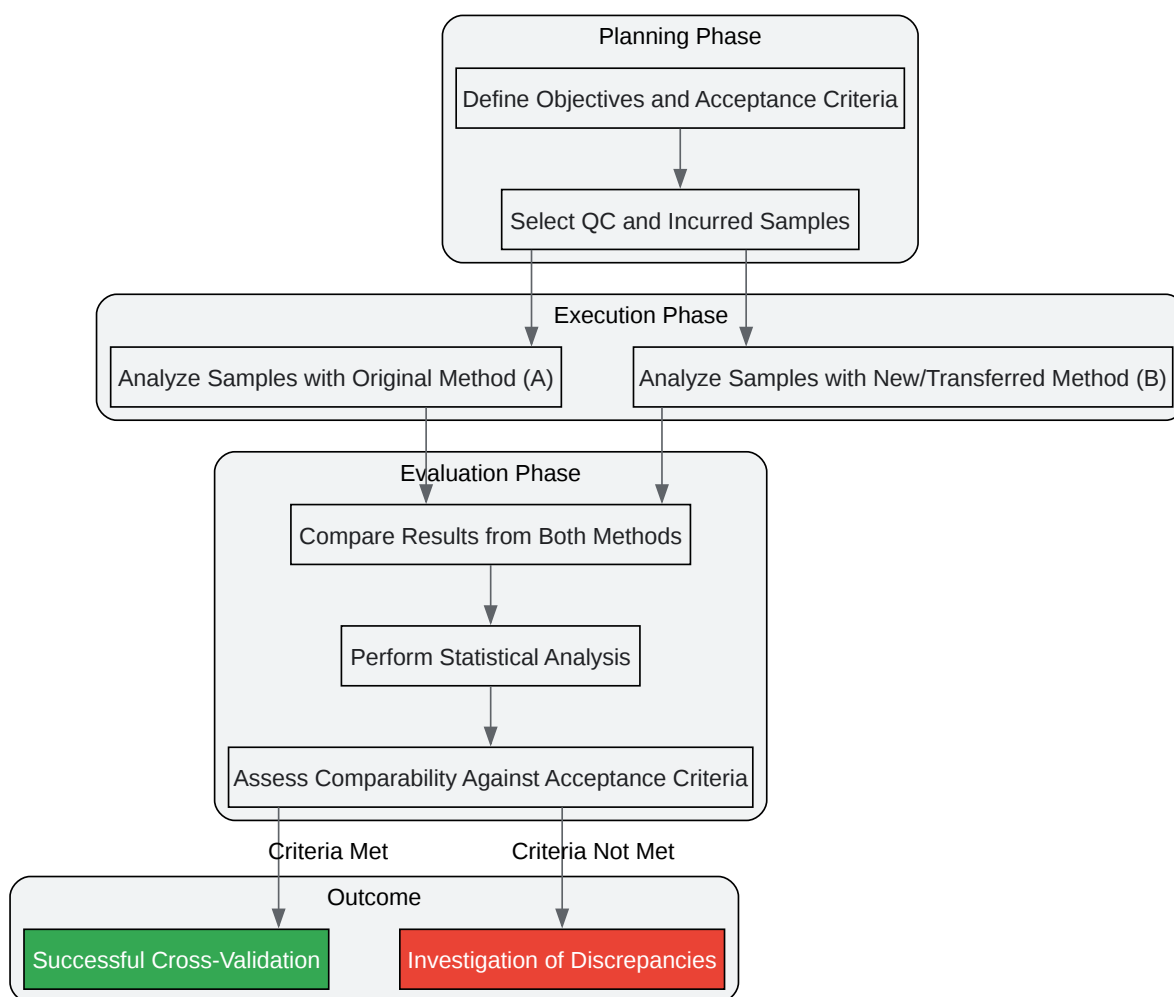 Planning Phase
Define Objectives and Acceptance Criteria
Select QC and Incurred Samples
Execution Phase
Analyze Samples with Original Method (A)
Analyze Samples with New/Transferred Method (B)
Evaluation Phase
Compare Results from Both Methods
Perform Statistical Analysis
Assess Comparability Against Acceptance Criteria
Criteria Met
Criteria Not Met
Outcome
Successful Cross-Validation
Investigation of Discrepancies